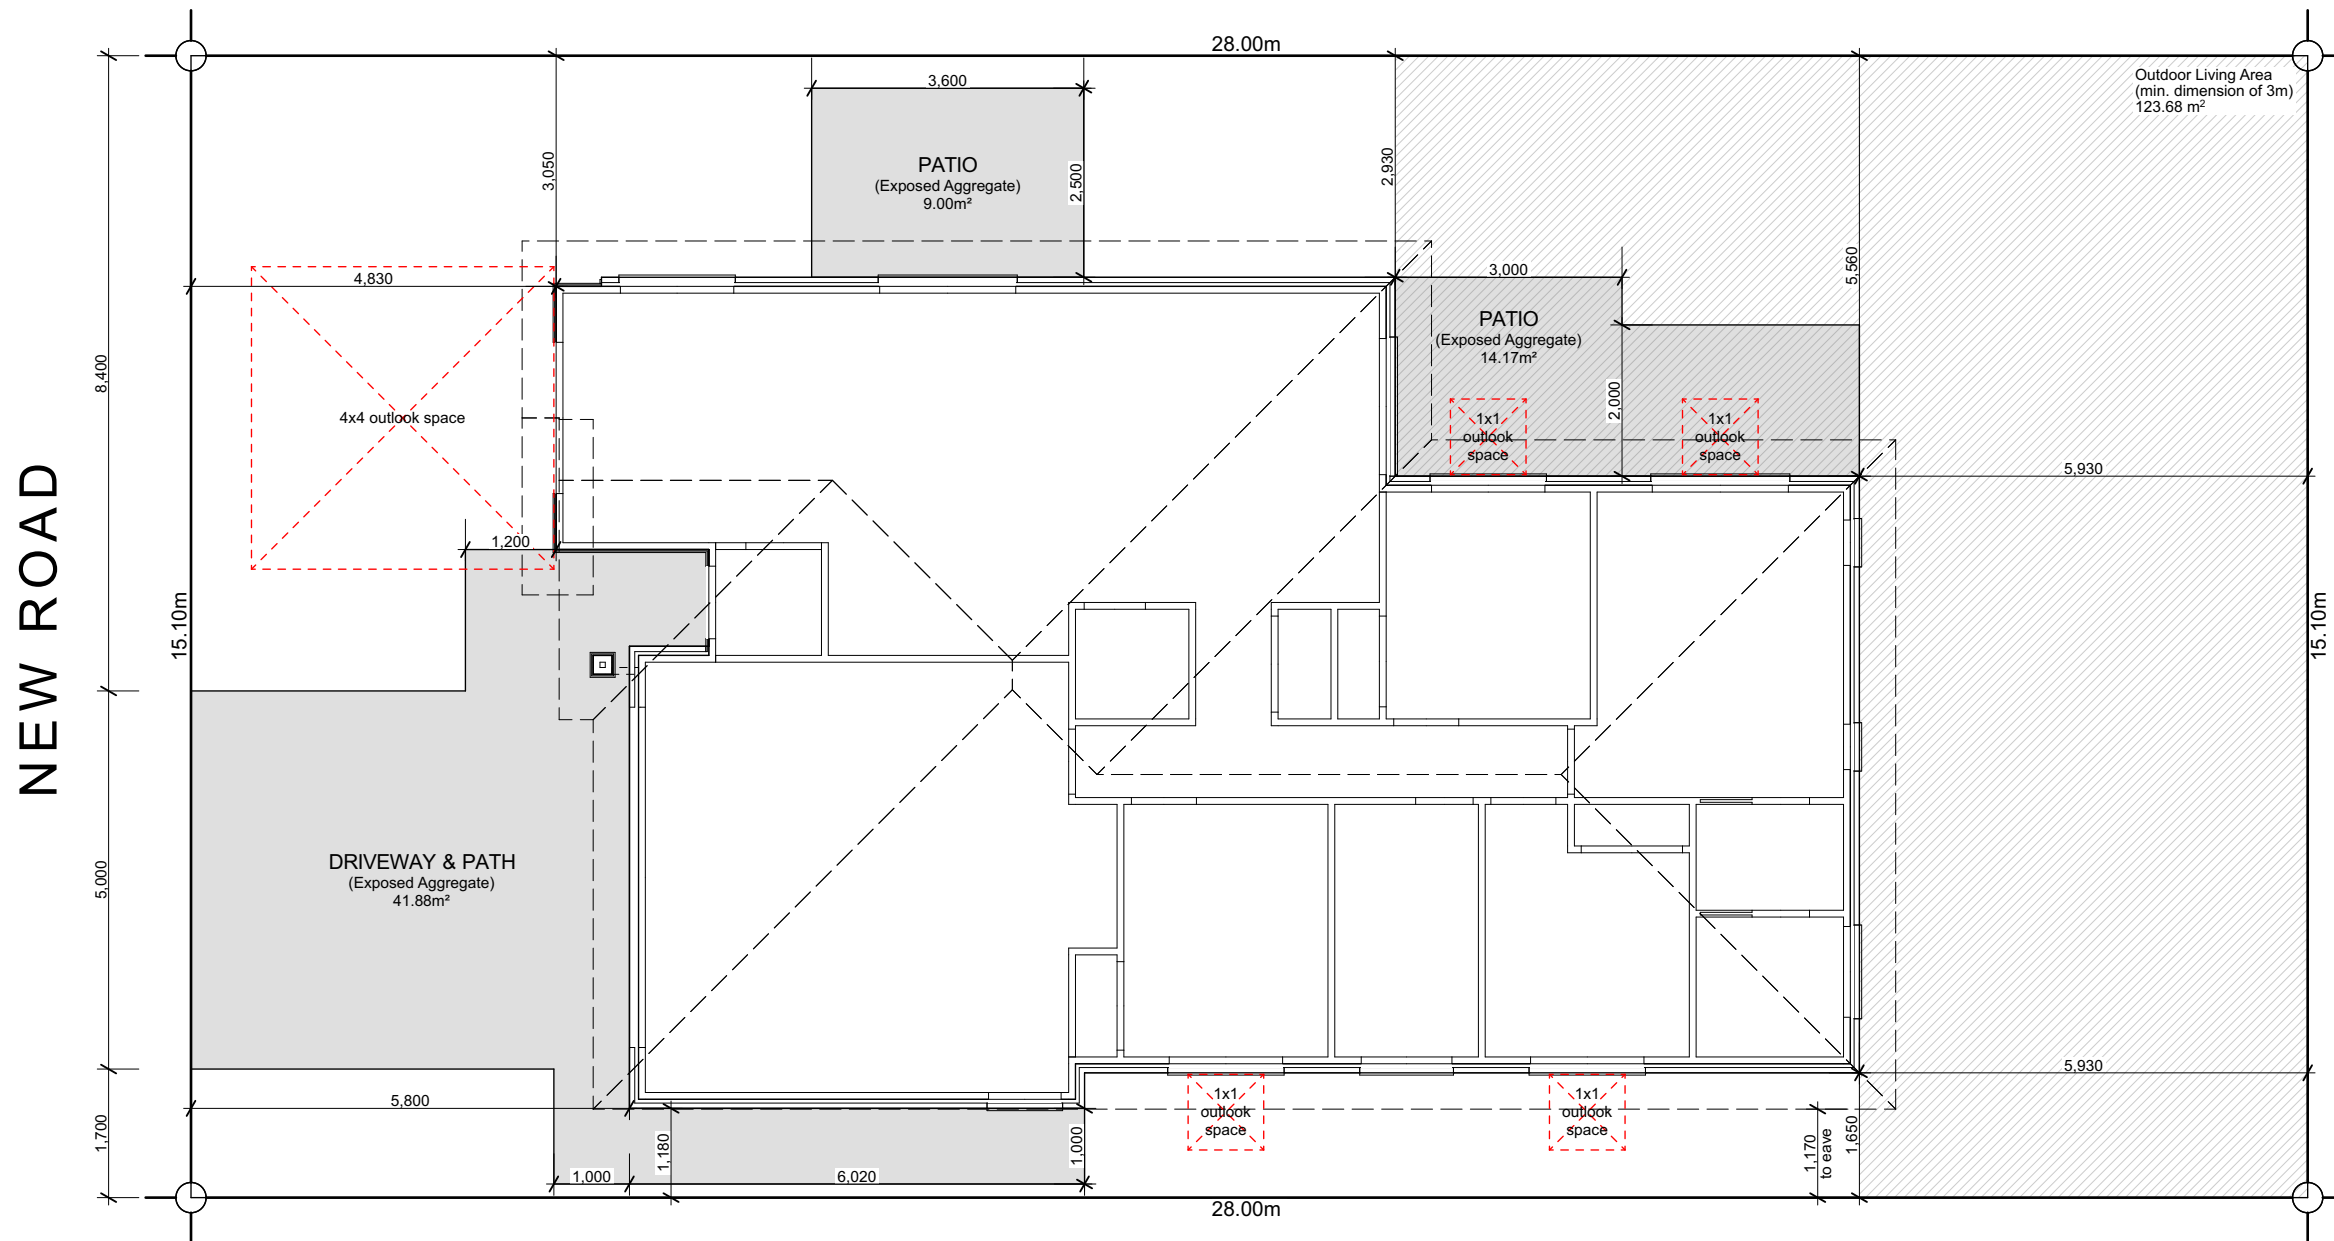 28.00m
Outdoor Living Area
(min. dimension of 3m)
123.68 m²
3,600
3,050
PATIO
(Exposed Aggregate)
9.00m²
2,500
2,930
5,560
4,830
3,000
PATIO
(Exposed Aggregate)
14.17m²
8,400
2,000
4x4 outlook space
1x1
outlook
space
1x1
outlook
space
5,930
1,200
NEW ROAD
15.10m
15.10m
DRIVEWAY & PATH
(Exposed Aggregate)
41.88m²
5,000
5,930
5,800
1x1
outlook
space
1x1
outlook
space
1,700
1,180
1,000
1,170
to eave
1,650
1,000
6,020
28.00m